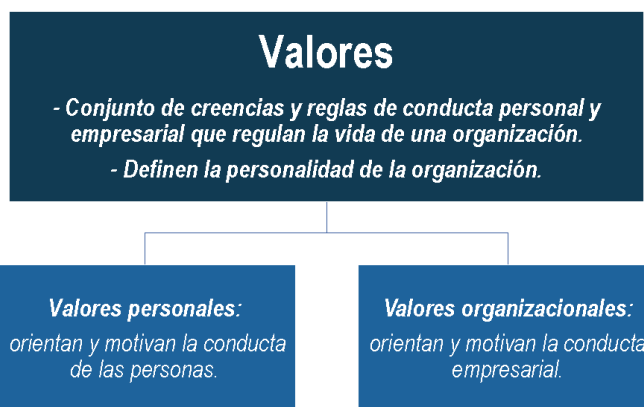 Valores
- Conjunto de creencias y reglas de conducta personal y
empresarial que regulan la vida de una organización.
- Definen la personalidad de la organización.
Valores personales:
orientan y motivan la conducta
de las personas.
Valores organizacionales:
orientan y motivan la conducta
empresarial.